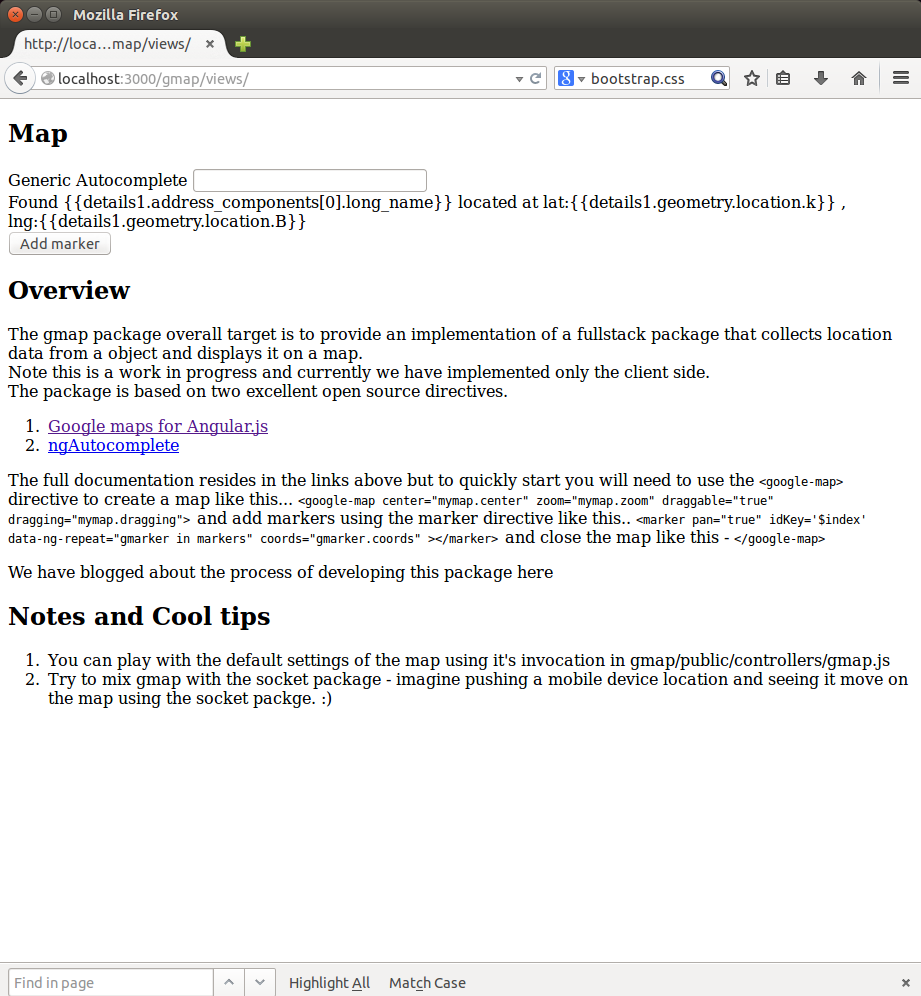 Mozilla Firefox
http://loca...map/views/
localhost:3000/gmap/views/
bootstrap.css
Map
Generic Autocomplete
Found {{details1.address_components[0].long_name}} located at lat:{{details1.geometry.location.k}} ,
lng:{{details1.geometry.location.B}}
Add marker
Overview
The gmap package overall target is to provide an implementation of a fullstack package that collects location
data from a object and displays it on a map.
Note this is a work in progress and currently we have implemented only the client side.
The package is based on two excellent open source directives.
1. Google maps for Angular.js
2. ngAutocomplete
The full documentation resides in the links above but to quickly start you will need to use the <google-map>
directive to create a map like this... <google-map center="mymap.center" zoom="mymap.zoom" draggable="true"
dragging="mymap.dragging"> and add markers using the marker directive like this.. <marker pan="true" idKey='$index'
data-ng-repeat="gmarker in markers" coords="gmarker.coords" ></marker> and close the map like this - </google-map>
We have blogged about the process of developing this package here
Notes and Cool tips
1. You can play with the default settings of the map using it's invocation in gmap/public/controllers/gmap.js
2. Try to mix gmap with the socket package - imagine pushing a mobile device location and seeing it move on
the map using the socket packge. :)
Find in page
Highlight All
Match Case